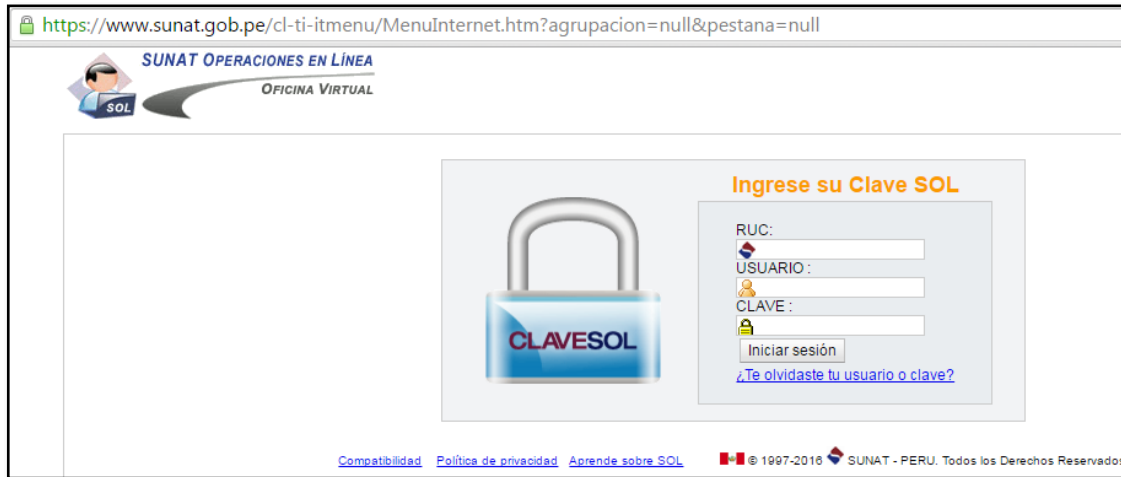 https://www.sunat.gob.pe/cl-ti-itmenu/MenuInternet.htm?agrupacion=null&pestana=null
SUNAT OPERACIONES EN LÍNEA
OFICINA VIRTUAL
SOL
Ingrese su Clave SOL
RUC:
USUARIO :
CLAVE :
CLAVESOL
Iniciar sesión
¿Te olvidaste tu usuario o clave?
Compatibilidad Política de privacidad Aprende sobre SOL © 1997-2016 SUNAT - PERU. Todos los Derechos Reservados